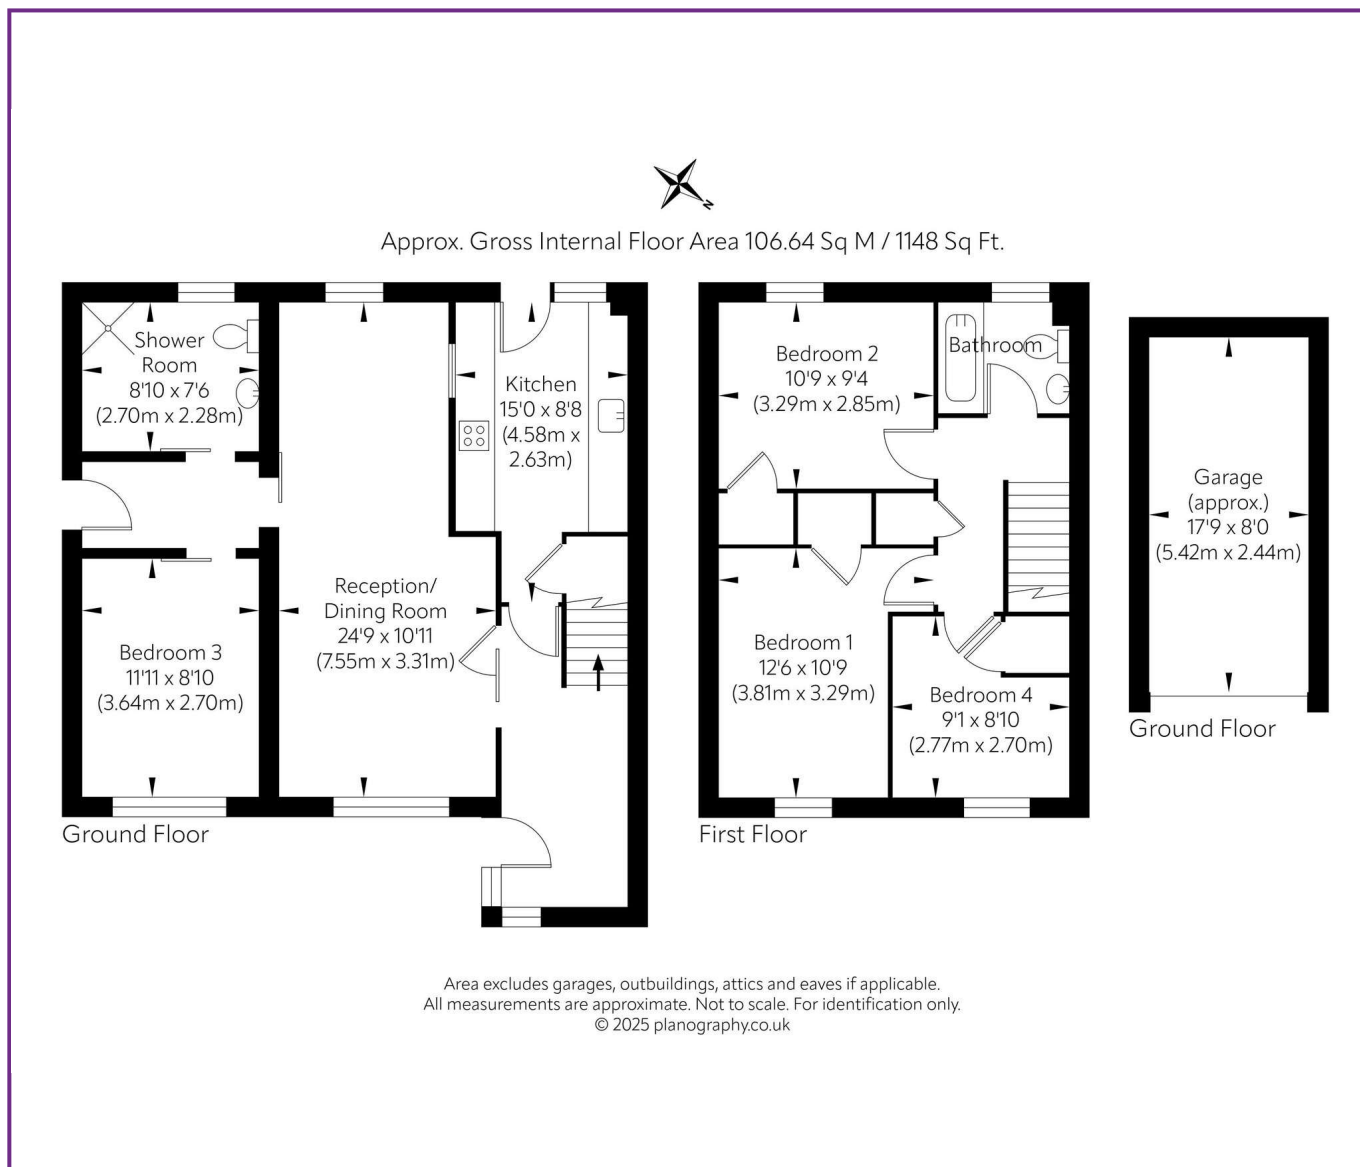 N
Approx. Gross Internal Floor Area 106.64 Sq M / 1148 Sq Ft.
Shower
Room
8'10 x 7'6
(2.70m x 2.28m)
Kitchen
15'0 x 8'8
(4.58m x
2.63m)
Reception/
Dining Room
24'9 x 10'11
(7.55m x 3.31m)
Bedroom 3
11'11 x 8'10
(3.64m x 2.70m)
Ground Floor
Bedroom 2
10'9 x 9'4
(3.29m x 2.85m)
Bathroom
Bedroom 1
12'6 x 10'9
(3.81m x 3.29m)
Bedroom 4
9'1 x 8'10
(2.77m x 2.70m)
First Floor
Garage
(approx.)
17'9 x 8'0
(5.42m x 2.44m)
Ground Floor
Area excludes garages, outbuildings, attics and eaves if applicable.
All measurements are approximate. Not to scale. For identification only.
© 2025 planography.co.uk